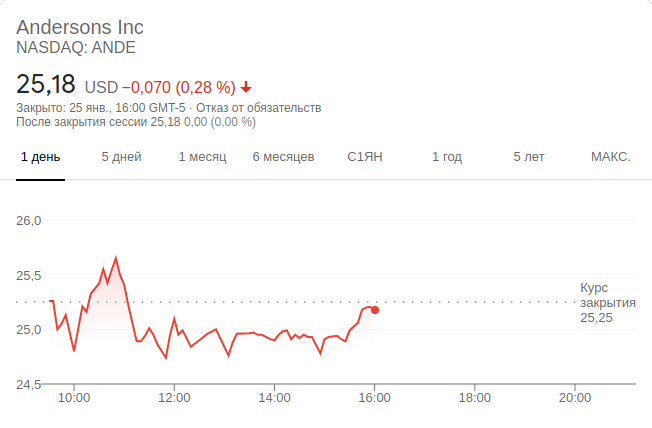 Andersons Inc
NASDAQ: ANDE
25,18 USD −0,070 (0,28 %)
Закрыто: 25 янв., 16:00 GMT-5 · Отказ от обязательств
После закрытия сессии 25,18 0,00 (0,00 %)
1 день 5 дней 1 месяц 6 месяцев С1ЯН 1 год 5 лет МАКС.
26,0
25,5
Курс
закрытия
25,25
25,0
24,5
10:00 12:00 14:00 16:00 18:00 20:00